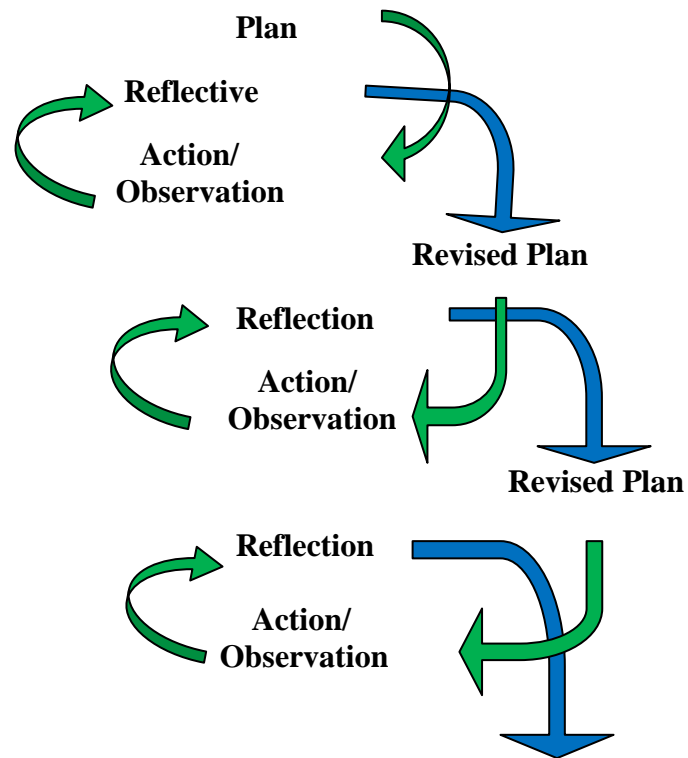 Plan
Reflective
Action/
Observation
Revised Plan
Reflection
Action/
Observation
Revised Plan
Reflection
Action/
Observation